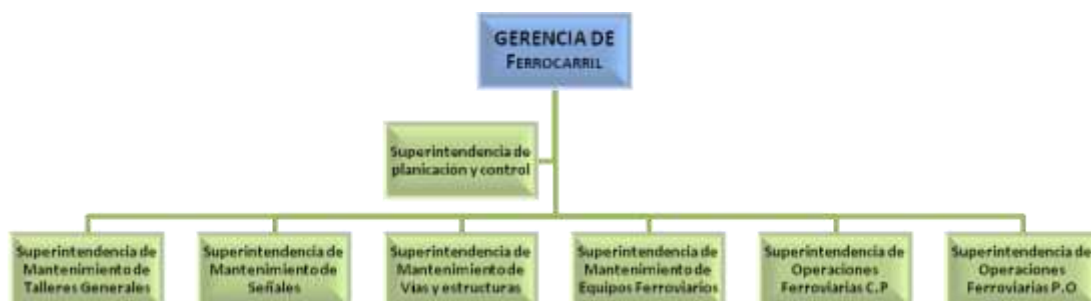 GERENCIA DE
FERROCARRIL
Superintendencia de
planicación y control
Superintendencia de
Mantenimiento de
Talleres Generales
Superintendencia de
Mantenimiento de
Señales
Superintendencia de
Mantenimiento de
Vías y estructuras
Superintendencia de
Mantenimiento de
Equipos Ferroviarios
Superintendencia de
Operaciones
Ferroviarias C.P
Superintendencia de
Operaciones
Ferroviarias P.O